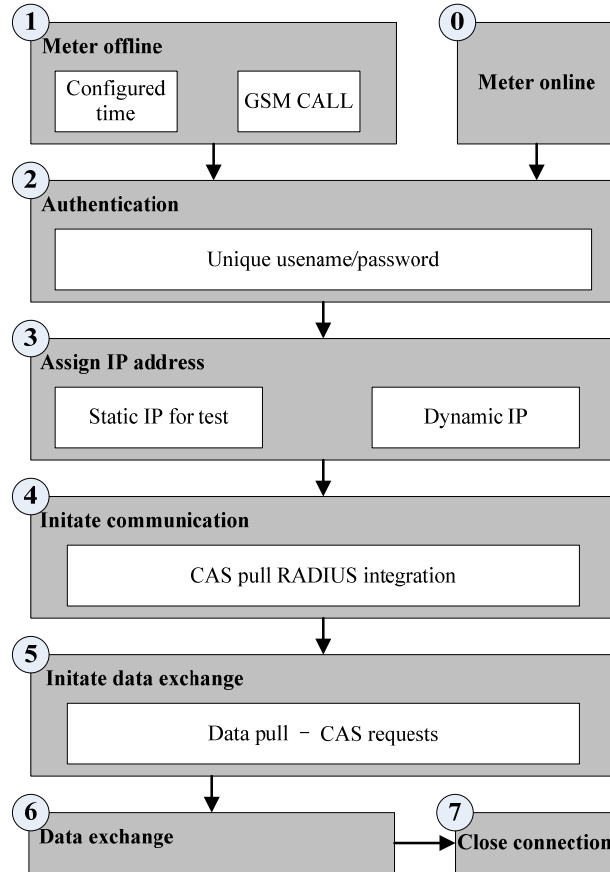 1
Meter offline
Configured
time
GSM CALL
0
Meter online
2
Authentication
Unique usename/password
3
Assign IP address
Static IP for test
Dynamic IP
4
Initate communication
CAS pull RADIUS integration
5
Initate data exchange
Data pull - CAS requests
6
Data exchange
7
Close connection